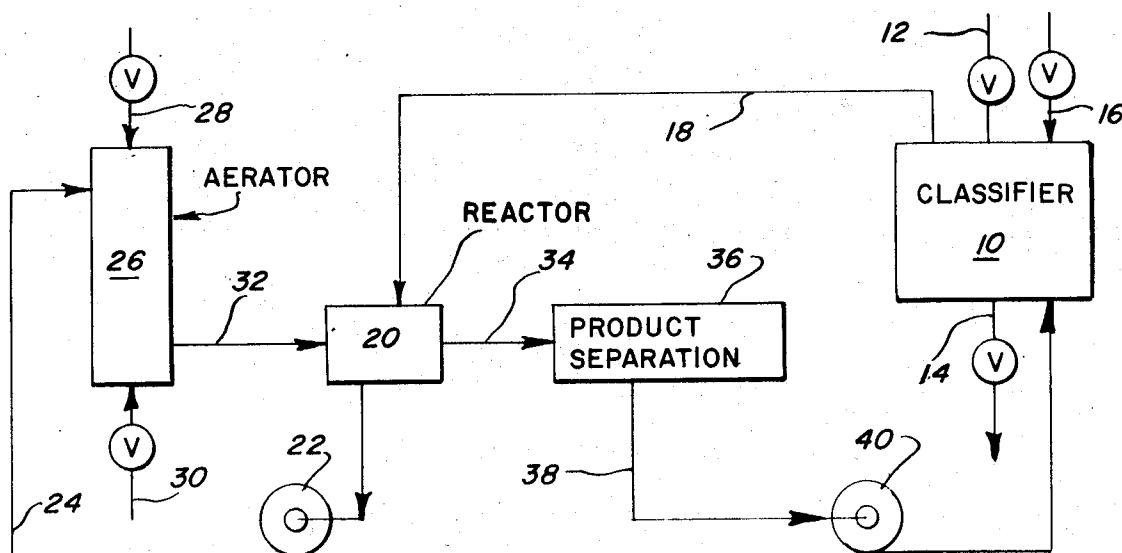 12
V
V
V
28
18
16
AERATOR
CLASSIFIER
REACTOR
10
26
34
36
32
20
PRODUCT
SEPARATION
14
V
V
22
40
30
38
24